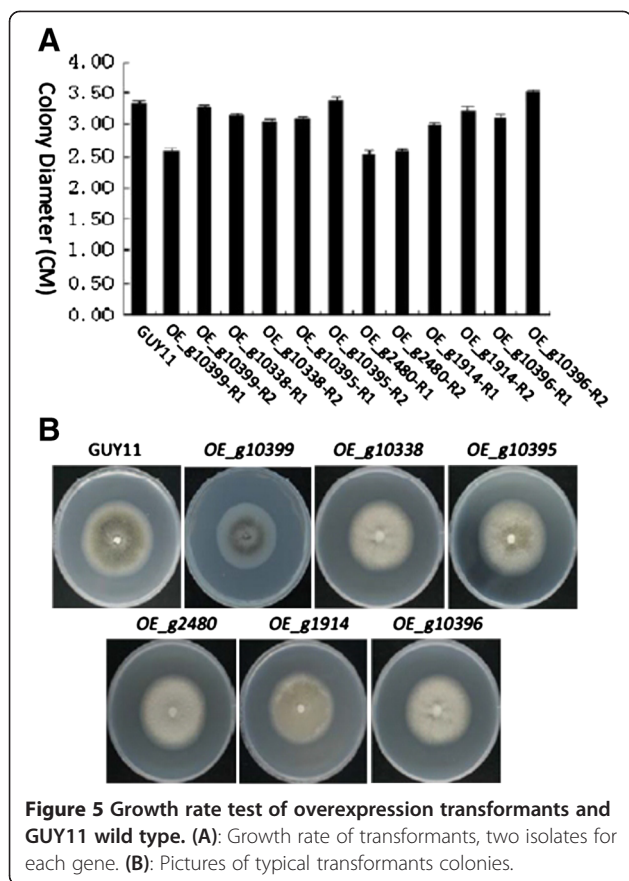 A
Colony Diameter (CM)
4.00
3.50
3.00
2.50
2.00
1.50
1.00
0.50
0.00
GUY11
OE_g10399-R1
OE_g10399-R2
OE_g10338-R1
OE_g10338-R2
OE_g10395-R1
OE_g10395-R2
OE_g2480-R1
OE_g2480-R2
OE_g1914-R1
OE_g1914-R2
OE_g10396-R1
OE_g10396-R2
B
GUY11 OE_g10399 OE_g10338 OE_g10395
OE_g2480 OE_g1914 OE_g10396
Figure 5 Growth rate test of overexpression transformants and
GUY11 wild type. (A): Growth rate of transformants, two isolates for
each gene. (B): Pictures of typical transformants colonies.